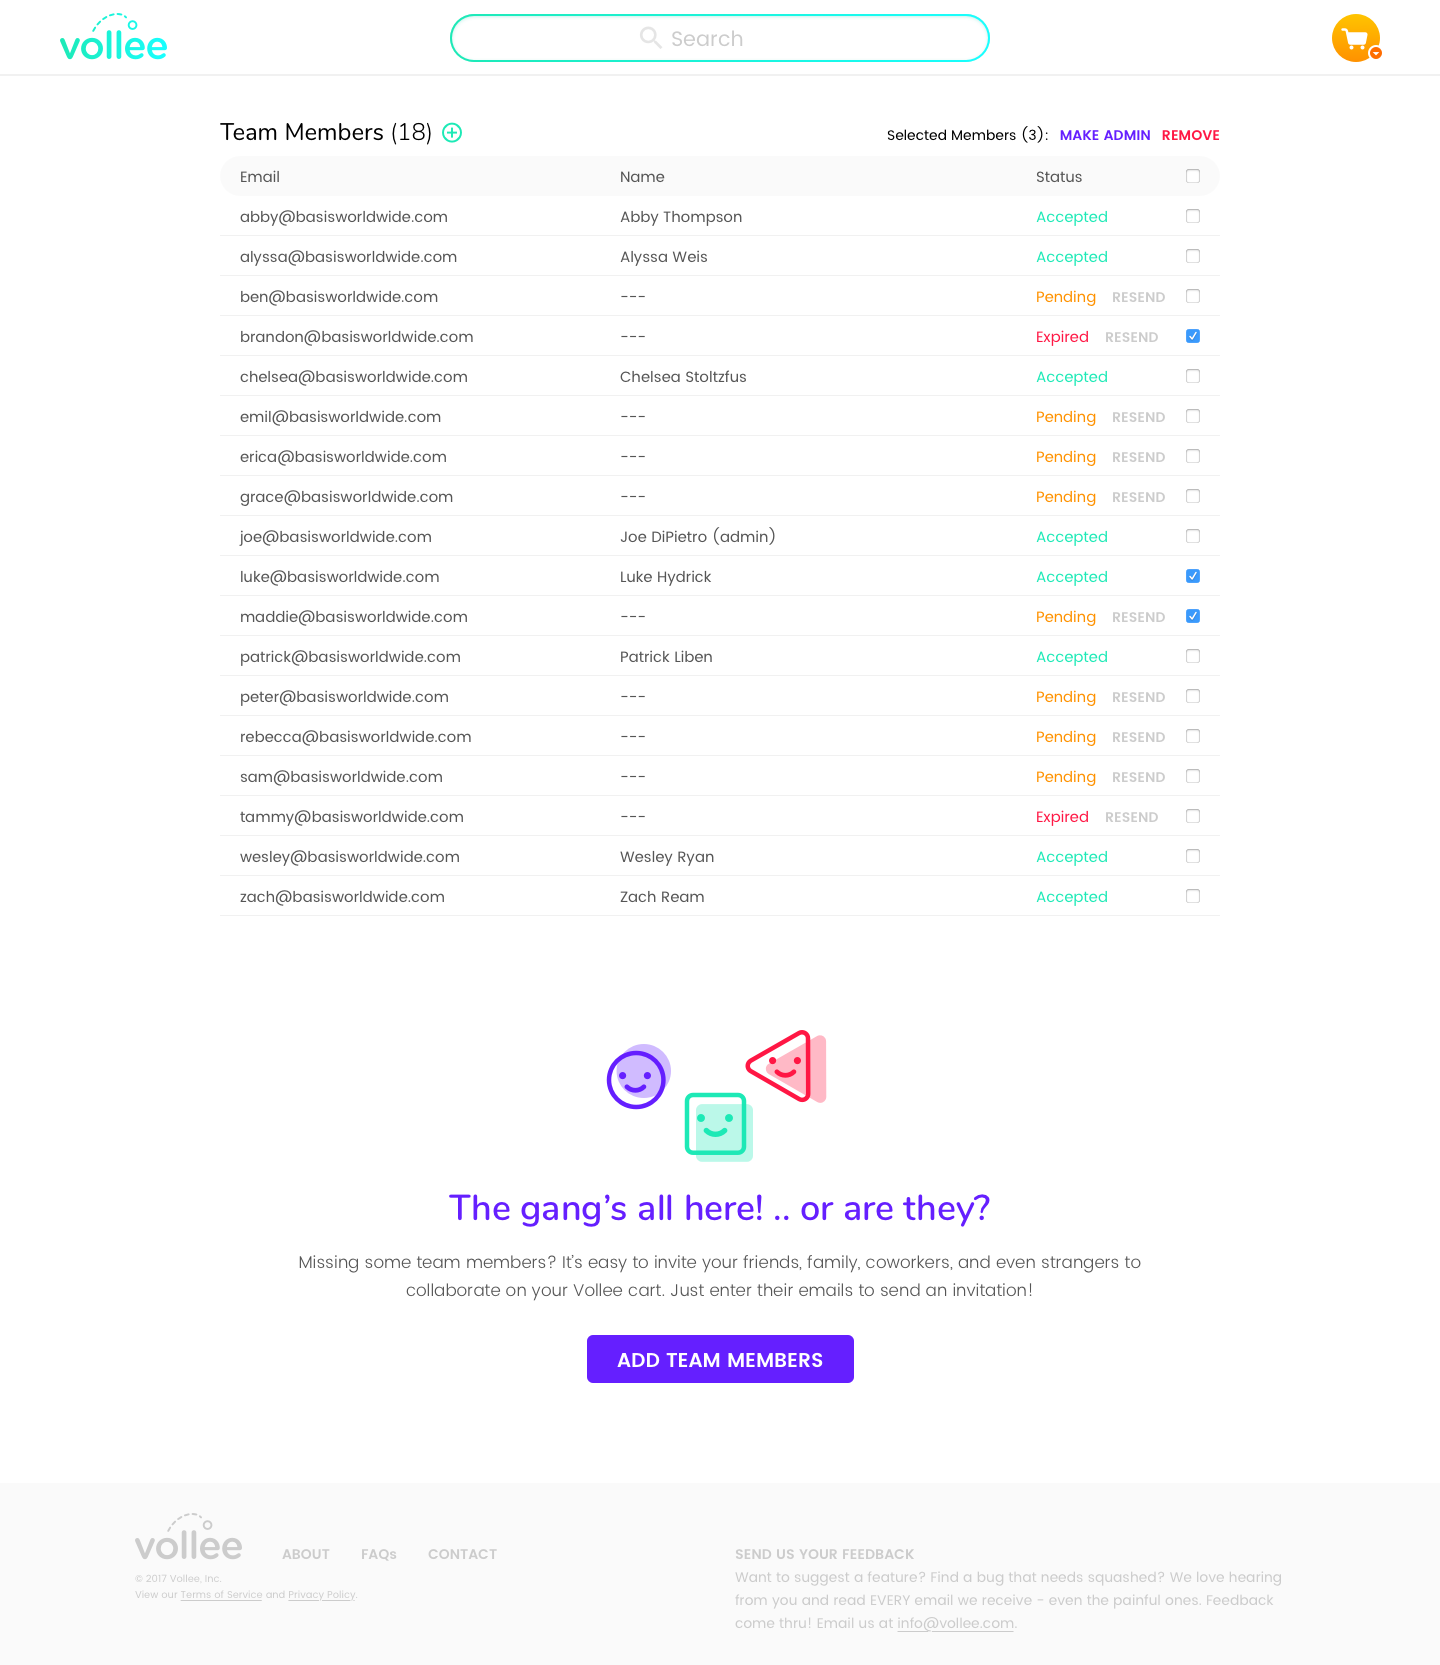 vollee
Search
Team Members (18)
Selected Members (3): MAKE ADMIN REMOVE
Email Name Status
abby@basisworldwide.com Abby Thompson Accepted
alyssa@basisworldwide.com Alyssa Weis Accepted
ben@basisworldwide.com --- Pending RESEND
brandon@basisworldwide.com --- Expired RESEND
chelsea@basisworldwide.com Chelsea Stoltzfus Accepted
emil@basisworldwide.com --- Pending RESEND
erica@basisworldwide.com --- Pending RESEND
grace@basisworldwide.com --- Pending RESEND
joe@basisworldwide.com Joe DiPietro (admin) Accepted
luke@basisworldwide.com Luke Hydrick Accepted
maddie@basisworldwide.com --- Pending RESEND
patrick@basisworldwide.com Patrick Liben Accepted
peter@basisworldwide.com --- Pending RESEND
rebecca@basisworldwide.com --- Pending RESEND
sam@basisworldwide.com --- Pending RESEND
tammy@basisworldwide.com --- Expired RESEND
wesley@basisworldwide.com Wesley Ryan Accepted
zach@basisworldwide.com Zach Ream Accepted
The gang’s all here! .. or are they?
Missing some team members? It’s easy to invite your friends, family, coworkers, and even strangers to
collaborate on your Vollee cart. Just enter their emails to send an invitation!
ADD TEAM MEMBERS
vollee
ABOUT FAQs CONTACT
© 2017 Vollee, Inc.
View our Terms of Service and Privacy Policy.
SEND US YOUR FEEDBACK
Want to suggest a feature? Find a bug that needs squashed? We love hearing
from you and read EVERY email we receive - even the painful ones. Feedback
come thru! Email us at info@vollee.com.